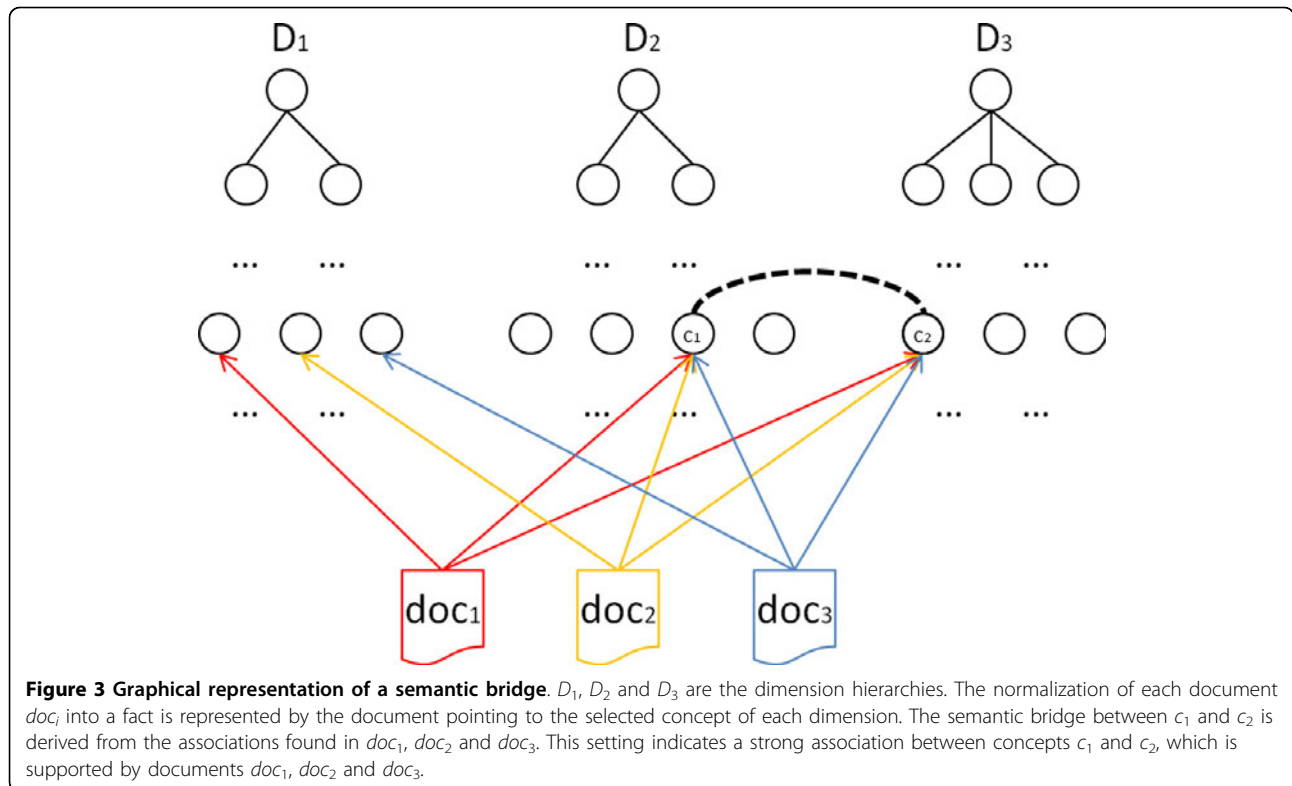 D₁ D₂ D₃
... ... ... ... ... ...
c₁ c₂
... ... ... ... ... ...
doc₁ doc₂ doc₃
Figure 3 Graphical representation of a semantic bridge. D₁, D₂ and D₃ are the dimension hierarchies. The normalization of each document
docᵢ into a fact is represented by the document pointing to the selected concept of each dimension. The semantic bridge between c₁ and c₂ is
derived from the associations found in doc₁, doc₂ and doc₃. This setting indicates a strong association between concepts c₁ and c₂, which is
supported by documents doc₁, doc₂ and doc₃.